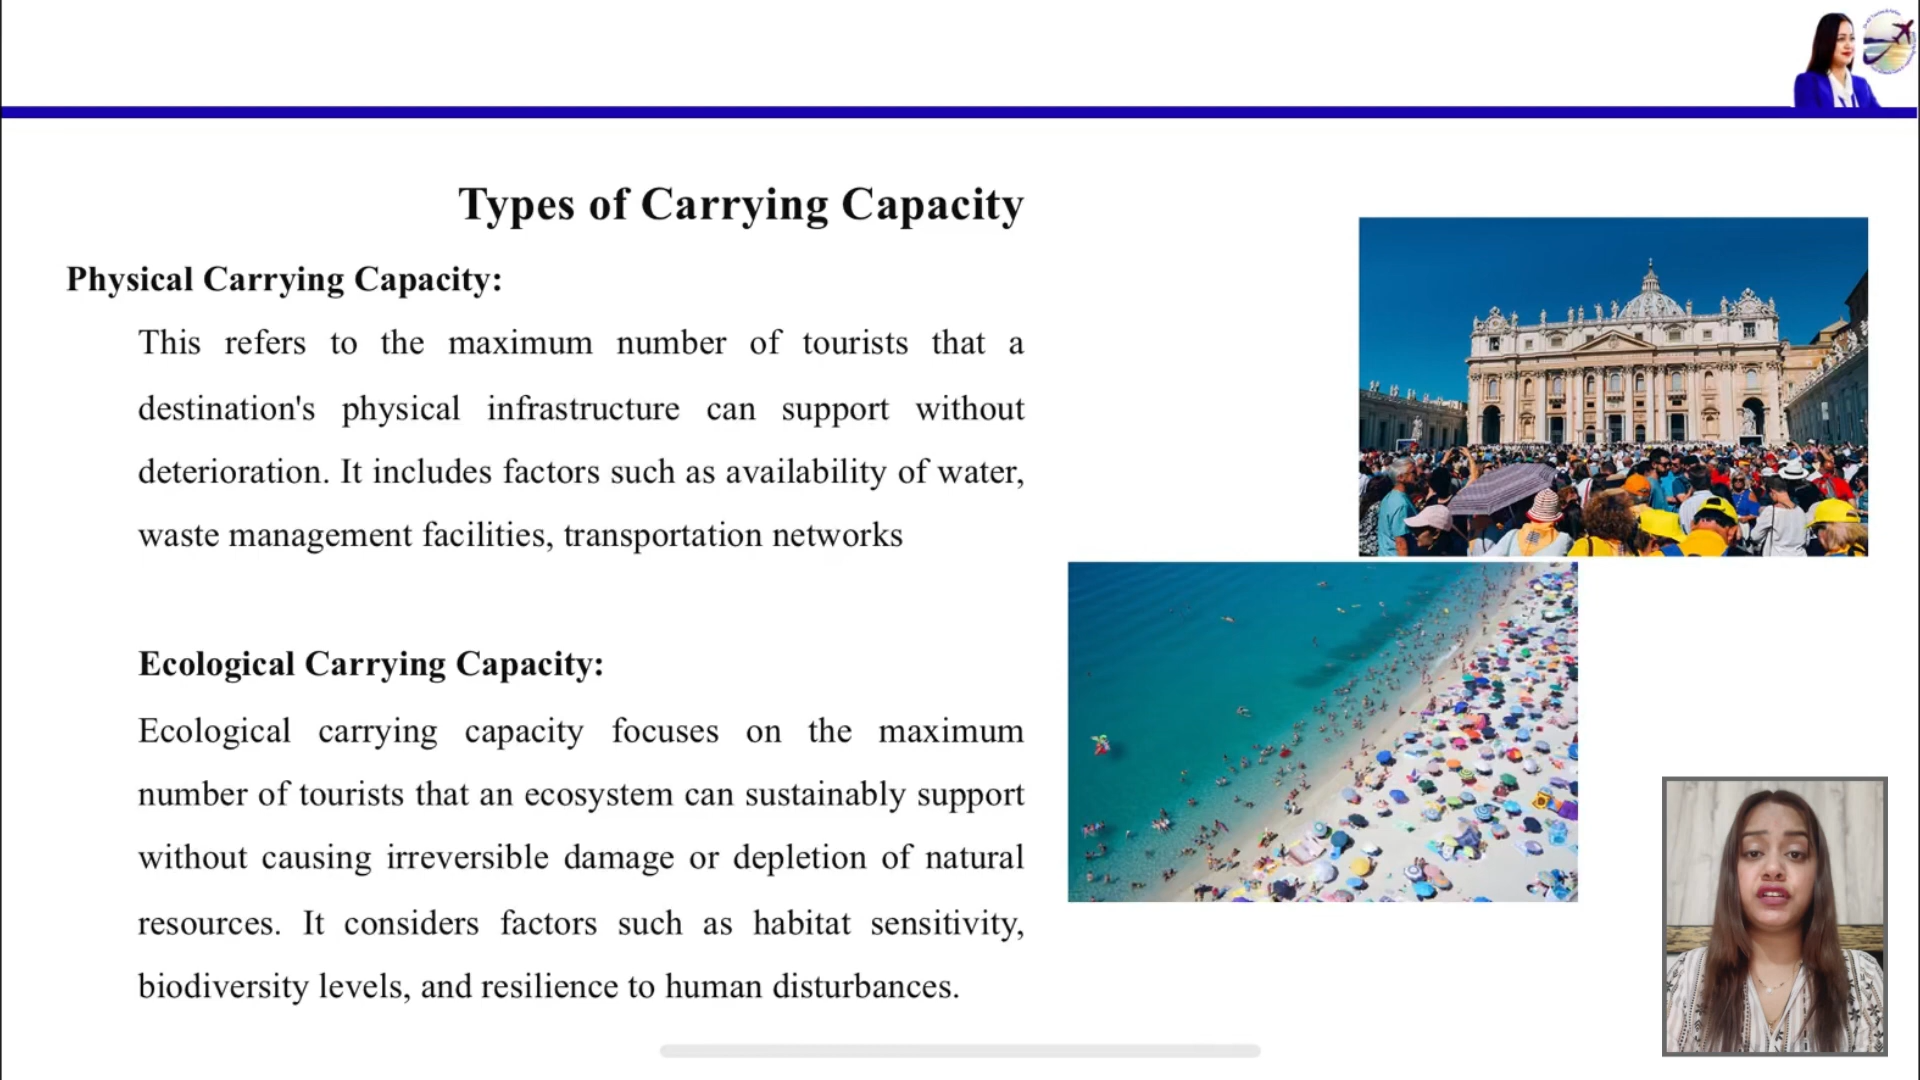 Types of Carrying Capacity
Physical Carrying Capacity:
This refers to the maximum number of tourists that a
destination's physical infrastructure can support without
deterioration. It includes factors such as availability of water,
waste management facilities, transportation networks
Ecological Carrying Capacity:
Ecological carrying capacity focuses on the maximum
number of tourists that an ecosystem can sustainably support
without causing irreversible damage or depletion of natural
resources. It considers factors such as habitat sensitivity,
biodiversity levels, and resilience to human disturbances.